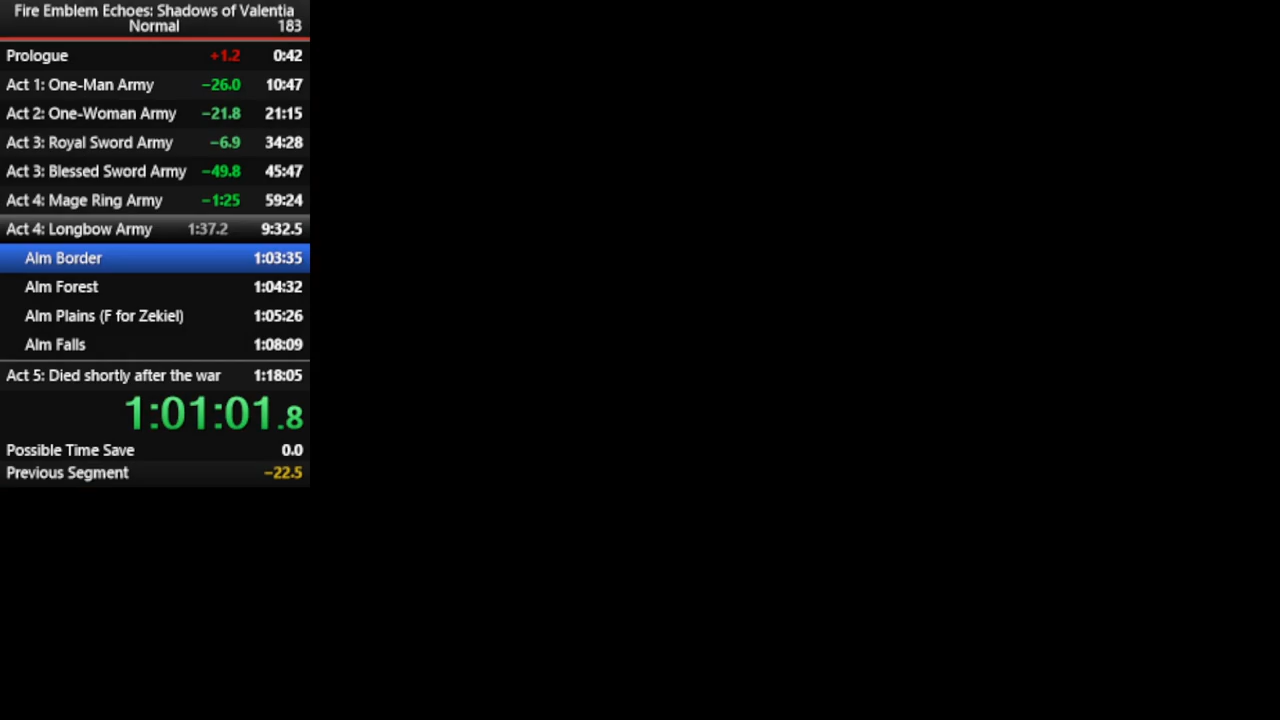 Fire Emblem Echoes: Shadows of Valentia
Normal 183
Prologue +1.2 0:42
Act 1: One-Man Army −26.0 10:47
Act 2: One-Woman Army −21.8 21:15
Act 3: Royal Sword Army −6.9 34:28
Act 3: Blessed Sword Army −49.8 45:47
Act 4: Mage Ring Army −1:25 59:24
Act 4: Longbow Army 1:37.2 9:32.5
Alm Border 1:03:35
Alm Forest 1:04:32
Alm Plains (F for Zekiel) 1:05:26
Alm Falls 1:08:09
Act 5: Died shortly after the war 1:18:05
1:01:01.8
Possible Time Save 0.0
Previous Segment −22.5